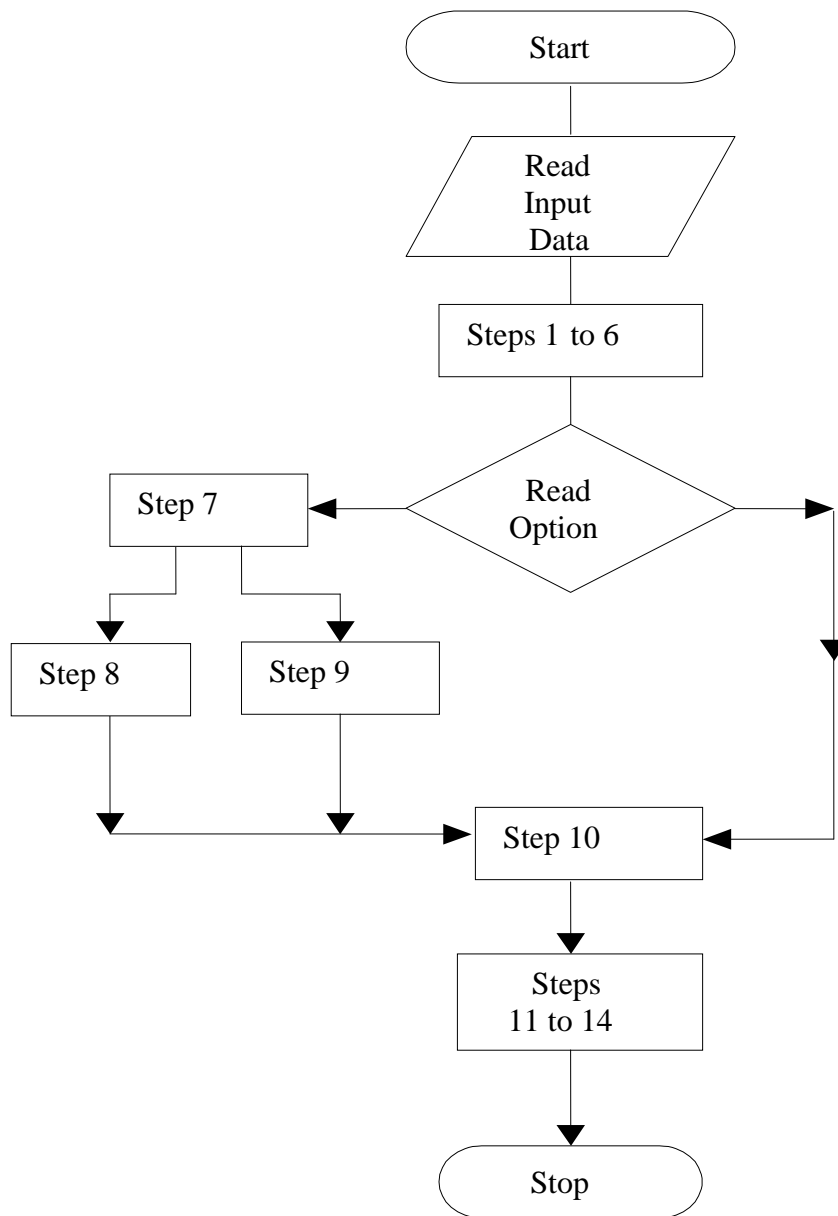 Start
Read
Input
Data
Steps 1 to 6
Read
Option
Step 7
Step 8
Step 9
Step 10
Steps
11 to 14
Stop